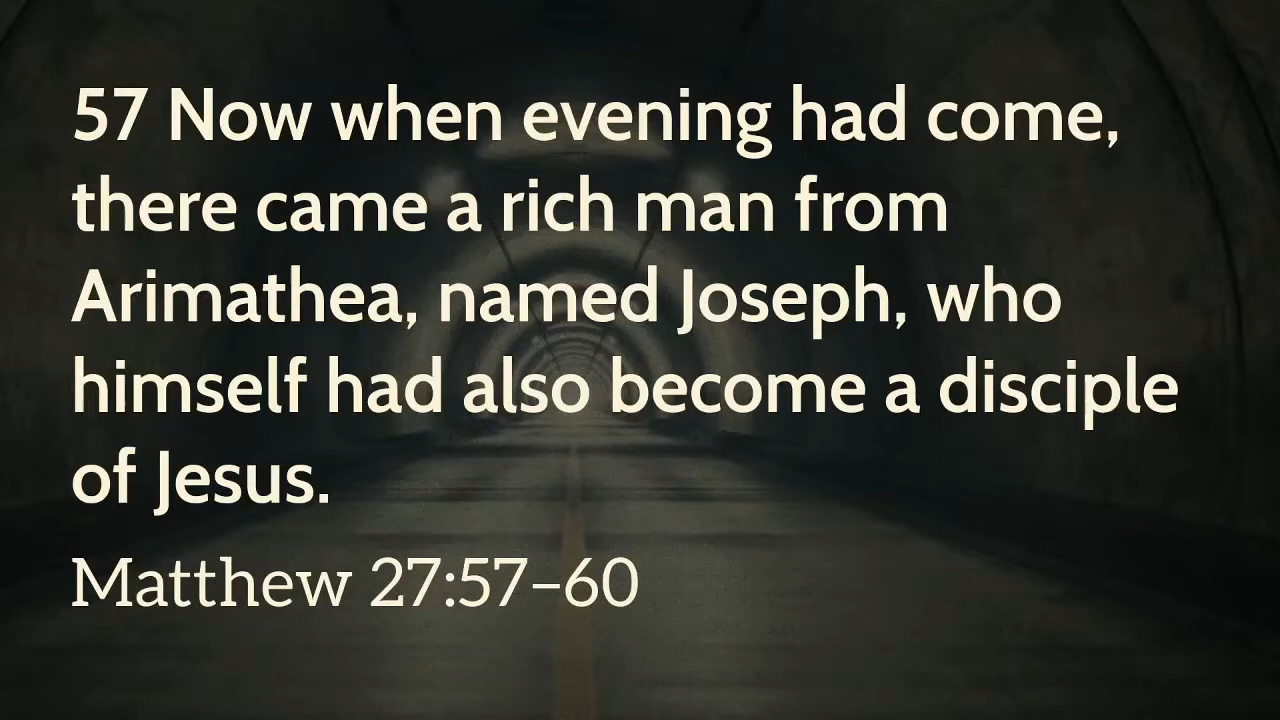 57 Now when evening had come,
there came a rich man from
Arimathea, named Joseph, who
himself had also become a disciple
of Jesus.
Matthew 27:57–60